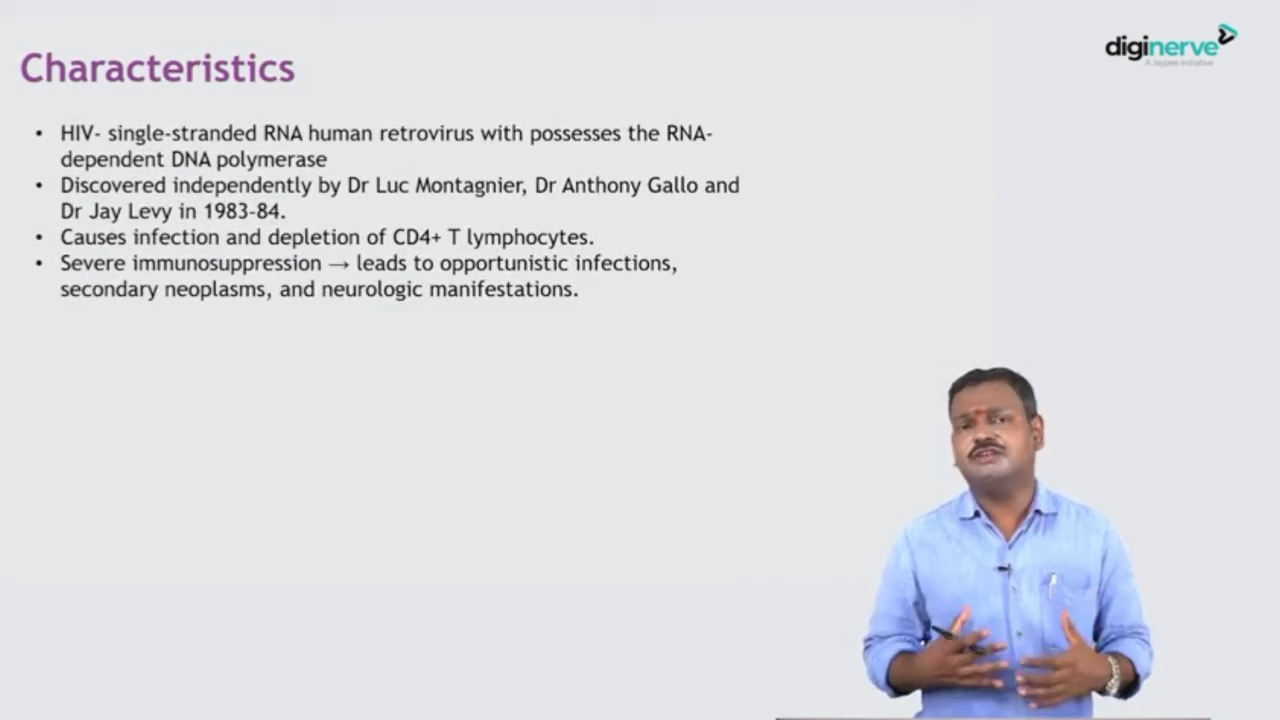 diginerve
A Jaypee Initiative
Characteristics
• HIV- single-stranded RNA human retrovirus with possesses the RNA-
dependent DNA polymerase
• Discovered independently by Dr Luc Montagnier, Dr Anthony Gallo and
Dr Jay Levy in 1983-84.
• Causes infection and depletion of CD4+ T lymphocytes.
• Severe immunosuppression → leads to opportunistic infections,
secondary neoplasms, and neurologic manifestations.